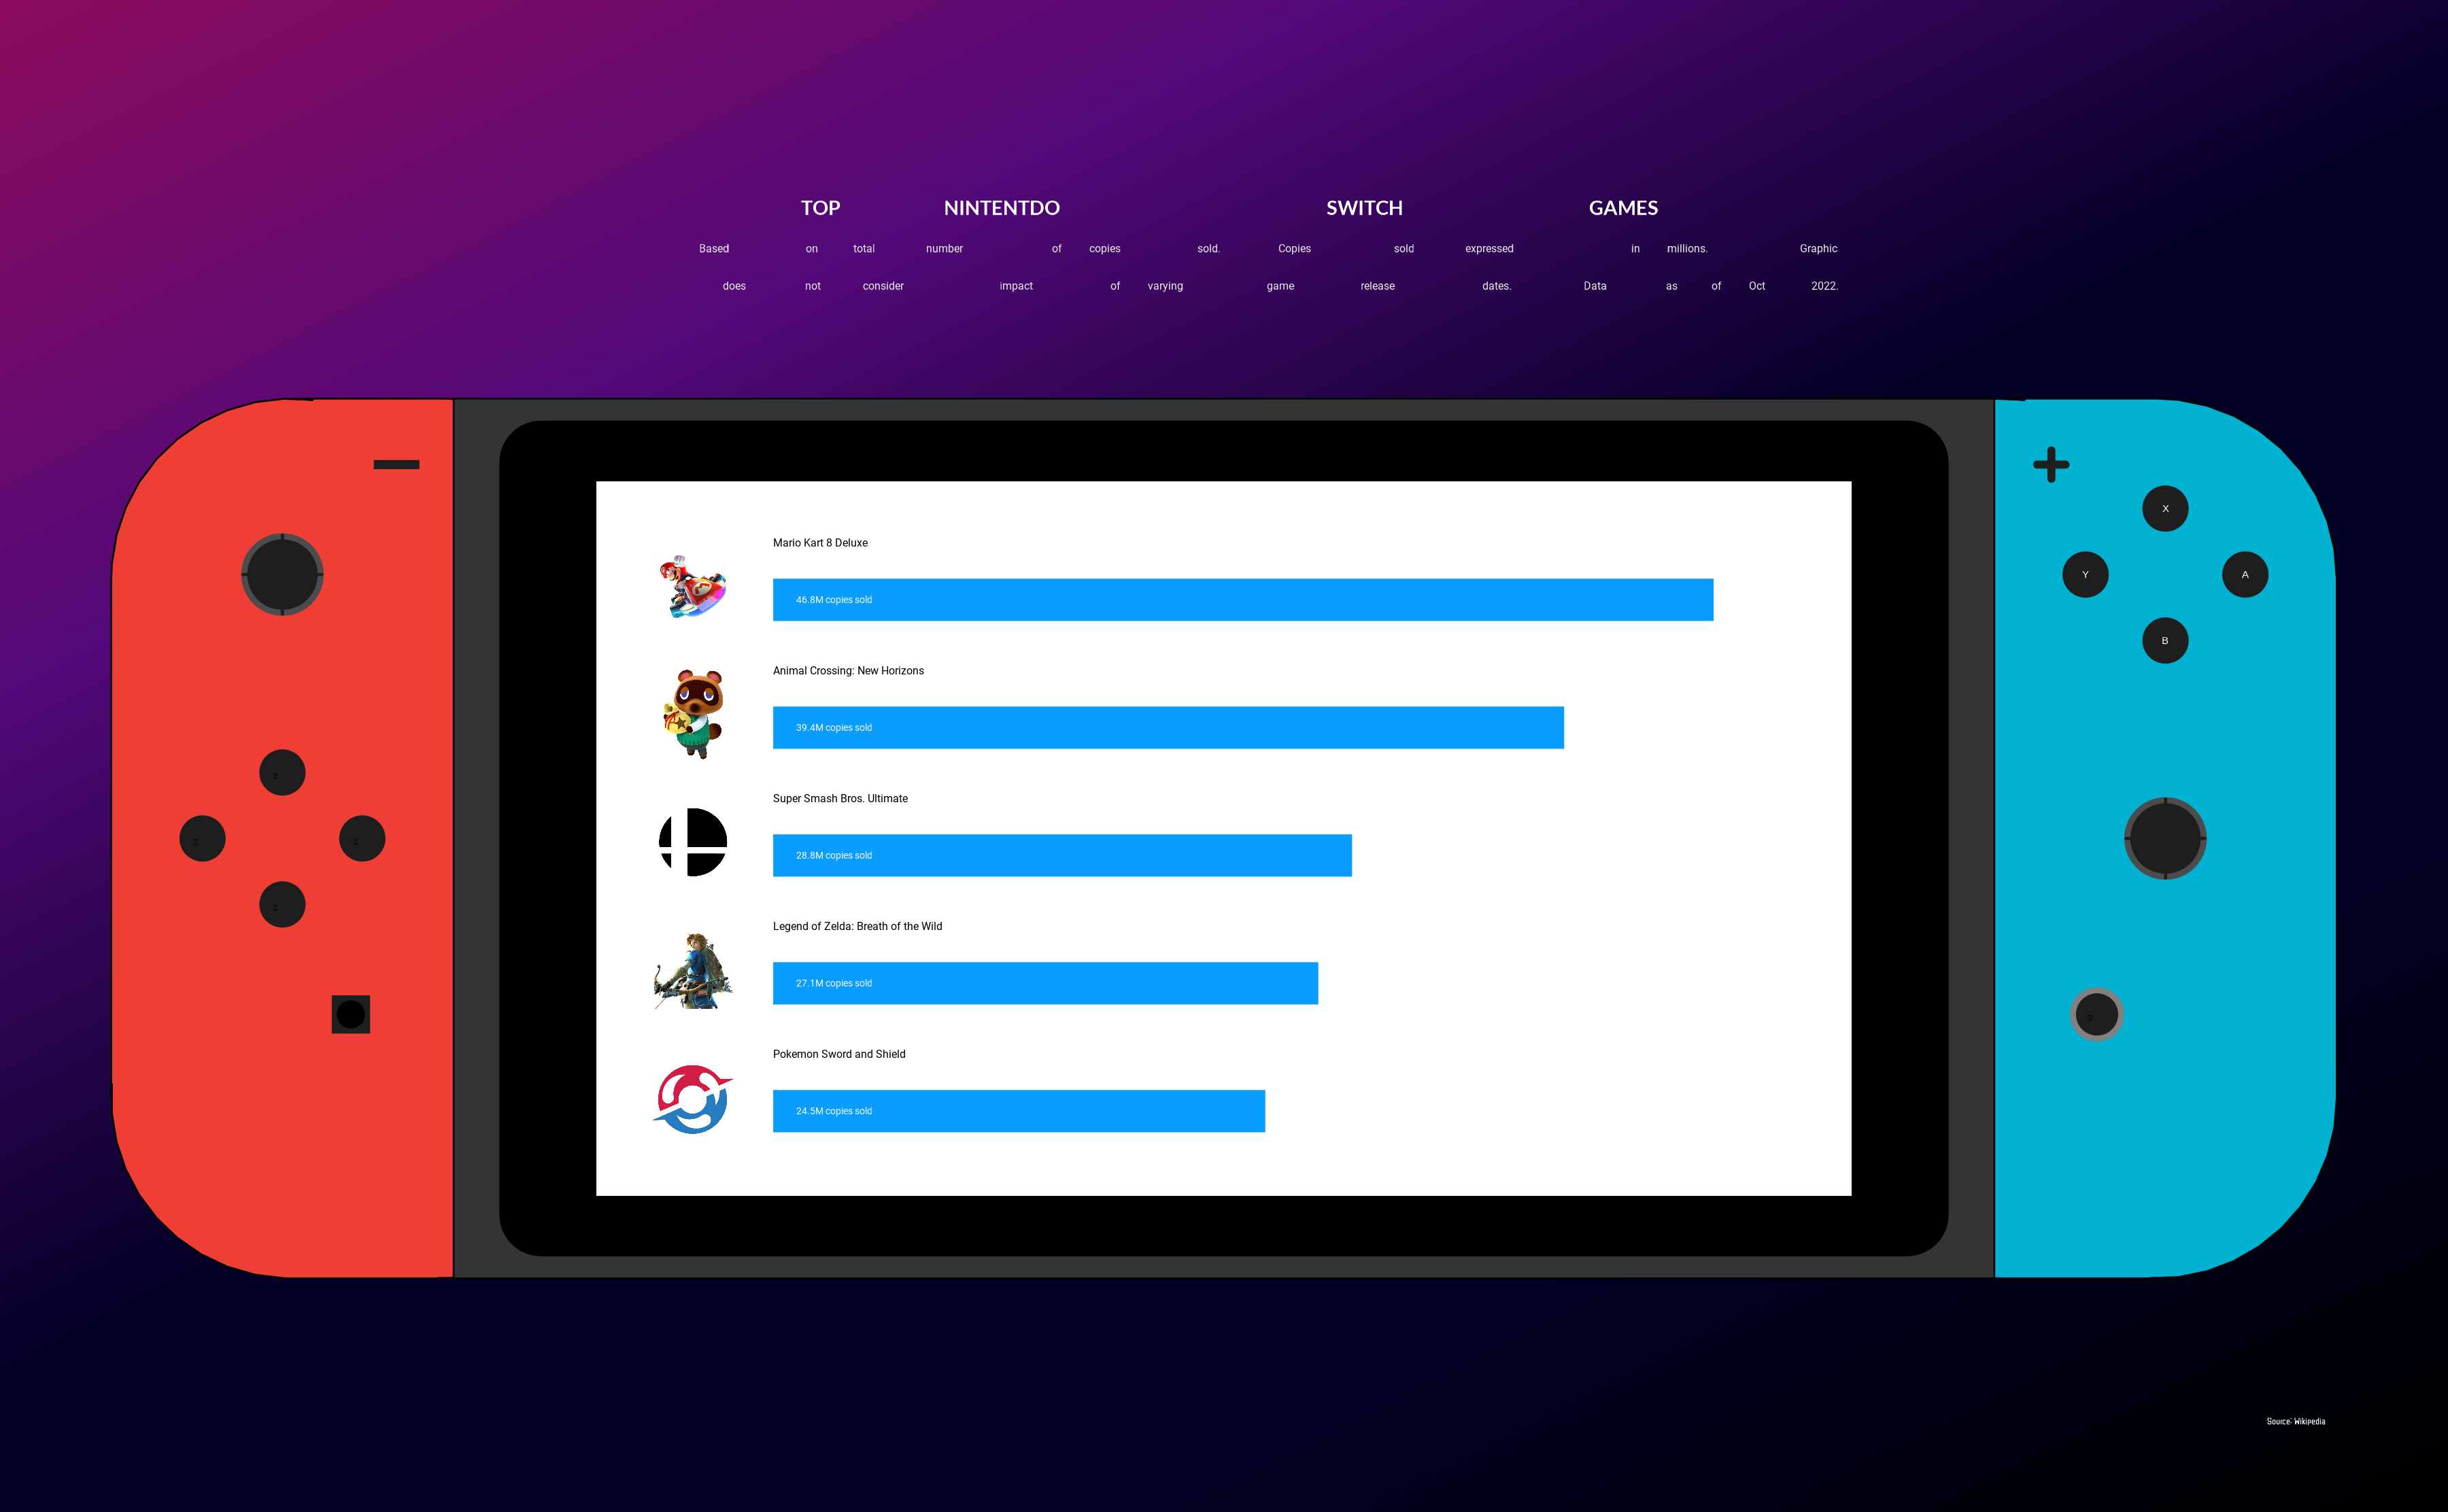 TOP NINTENTDO SWITCH GAMES
Based on total number of copies sold. Copies sold expressed in millions. Graphic
does not consider impact of varying game release dates. Data as of Oct 2022.
Mario Kart 8 Deluxe
46.8M copies sold
Animal Crossing: New Horizons
39.4M copies sold
Super Smash Bros. Ultimate
28.8M copies sold
Legend of Zelda: Breath of the Wild
27.1M copies sold
Pokemon Sword and Shield
24.5M copies sold
X
Y A
B
Source: Wikipedia